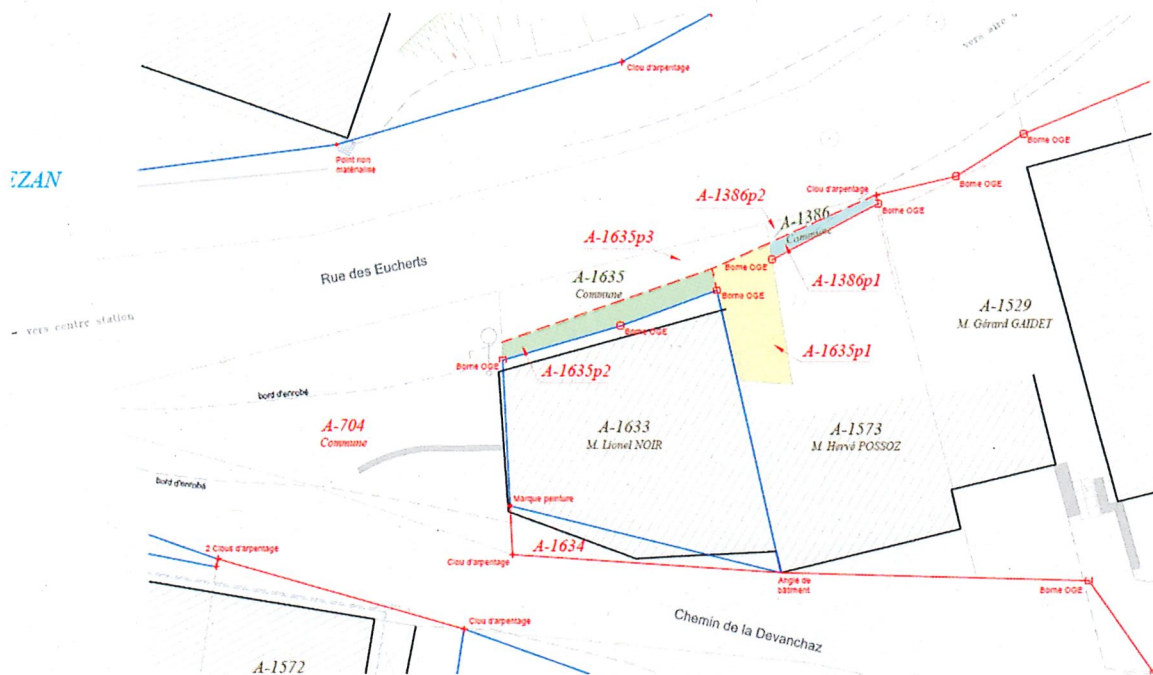 Clou d'arpentage
vers aire
Borne OGE
Point non
matérialisé
EZAN
Borne OGE
Clou d'arpentage
A-1386p2
Borne OGE
A-1386
Commune
A-1635p3
Rue des Eucherts
Borne OGE
A-1635
Commune
A-1386p1
Borne OGE
A-1529
M. Gérard GAIDET
vers centre station
Borne OGE
A-1635p1
Borne OGE
A-1635p2
bord d'enrobé
A-704
Commune
A-1633
M. Lionel NOIR
A-1573
M. Hervé POSSOZ
bord d'enrobé
Marque peinture
2 Clous d'arpentage
A-1634
Clou d'arpentage
Angle de
bâtiment
Borne OGE
Clou d'arpentage
Chemin de la Devanchaz
A-1572